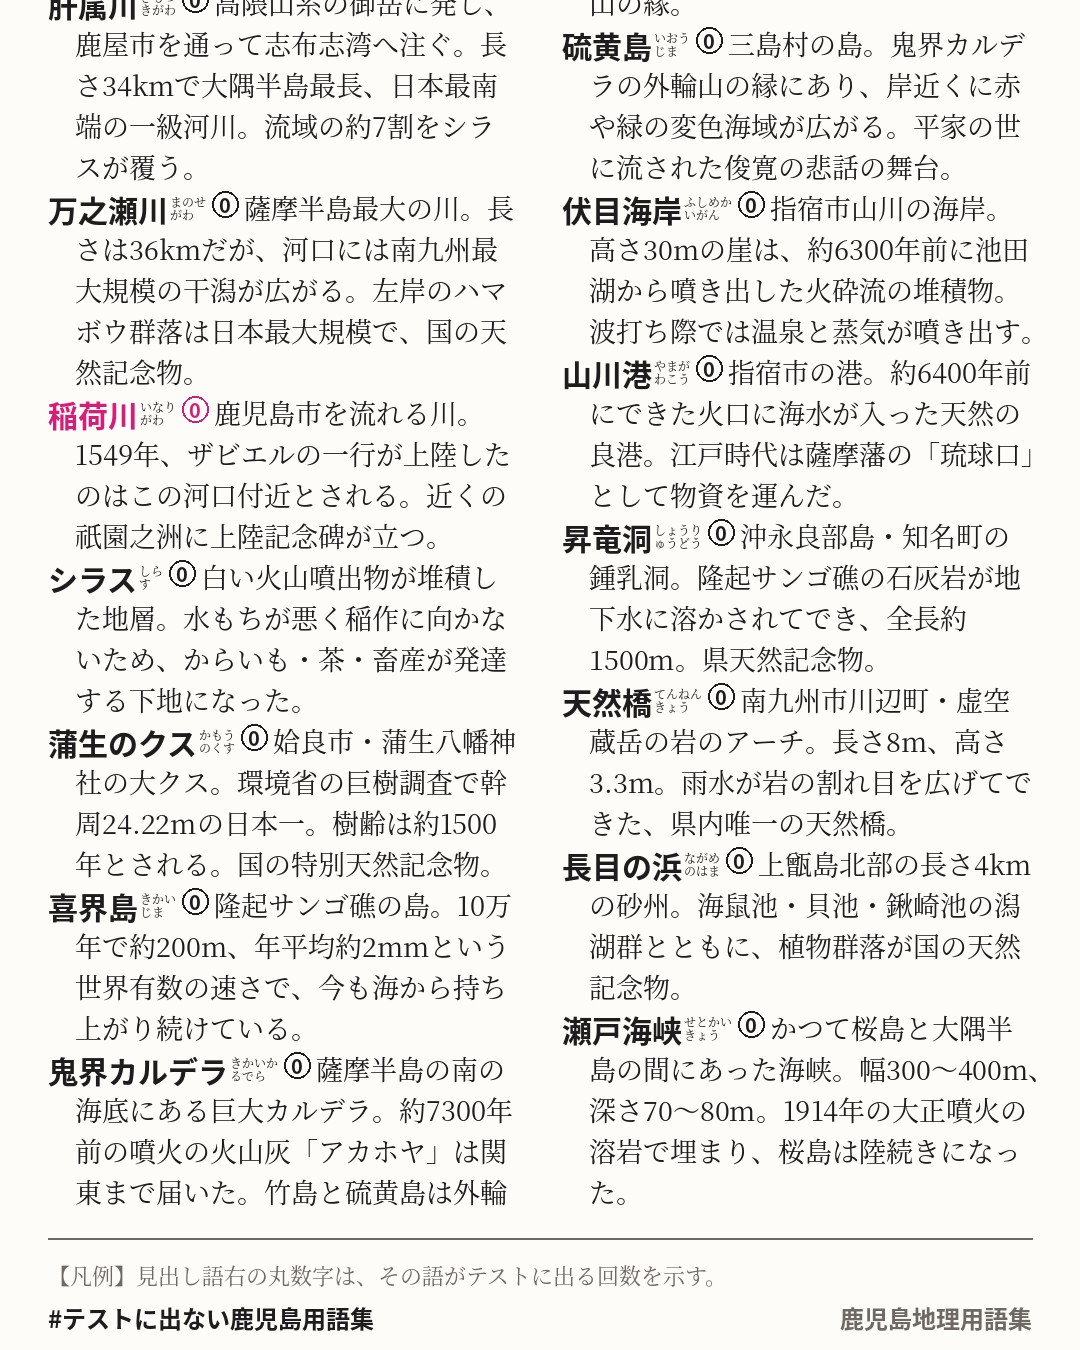 肝属川 きもつきがわ ⓪ 高隈山系の御岳に発し、
鹿屋市を通って志布志湾へ注ぐ。長
さ34kmで大隅半島最長、日本最南
端の一級河川。流域の約7割をシラ
スが覆う。
万之瀬川 まのせがわ ⓪ 薩摩半島最大の川。長
さは36kmだが、河口には南九州最
大規模の干潟が広がる。左岸のハマ
ボウ群落は日本最大規模で、国の天
然記念物。
稲荷川 いなりがわ ⓪ 鹿児島市を流れる川。
1549年、ザビエルの一行が上陸した
のはこの河口付近とされる。近くの
祇園之洲に上陸記念碑が立つ。
シラス しらす ⓪ 白い火山噴出物が堆積し
た地層。水もちが悪く稲作に向かな
いため、からいも・茶・畜産が発達
する下地になった。
蒲生のクス かもうのくす ⓪ 姶良市・蒲生八幡神
社の大クス。環境省の巨樹調査で幹
周24.22mの日本一。樹齢は約1500
年とされる。国の特別天然記念物。
喜界島 きかいじま ⓪ 隆起サンゴ礁の島。10万
年で約200m、年平均約2mmという
世界有数の速さで、今も海から持ち
上がり続けている。
鬼界カルデラ きかいかるでら ⓪ 薩摩半島の南の
海底にある巨大カルデラ。約7300年
前の噴火の火山灰「アカホヤ」は関
東まで届いた。竹島と硫黄島は外輪
山の縁。
硫黄島 いおうじま ⓪ 三島村の島。鬼界カルデ
ラの外輪山の縁にあり、岸近くに赤
や緑の変色海域が広がる。平家の世
に流された俊寛の悲話の舞台。
伏目海岸 ふしめかいがん ⓪ 指宿市山川の海岸。
高さ30mの崖は、約6300年前に池田
湖から噴き出した火砕流の堆積物。
波打ち際では温泉と蒸気が噴き出す。
山川港 やまがわこう ⓪ 指宿市の港。約6400年前
にできた火口に海水が入った天然の
良港。江戸時代は薩摩藩の「琉球口」
として物資を運んだ。
昇竜洞 しょうりゅうどう ⓪ 沖永良部島・知名町の
鍾乳洞。隆起サンゴ礁の石灰岩が地
下水に溶かされてでき、全長約
1500m。県天然記念物。
天然橋 てんねんきょう ⓪ 南九州市川辺町・虚空
蔵岳の岩のアーチ。長さ8m、高さ
3.3m。雨水が岩の割れ目を広げてで
きた、県内唯一の天然橋。
長目の浜 ながめのはま ⓪ 上甑島北部の長さ4km
の砂州。海鼠池・貝池・鍬崎池の潟
湖群とともに、植物群落が国の天然
記念物。
瀬戸海峡 せとかいきょう ⓪ かつて桜島と大隅半
島の間にあった海峡。幅300〜400m、
深さ70〜80m。1914年の大正噴火の
溶岩で埋まり、桜島は陸続きになっ
た。
【凡例】見出し語右の丸数字は、その語がテストに出る回数を示す。
#テストに出ない鹿児島用語集
鹿児島地理用語集